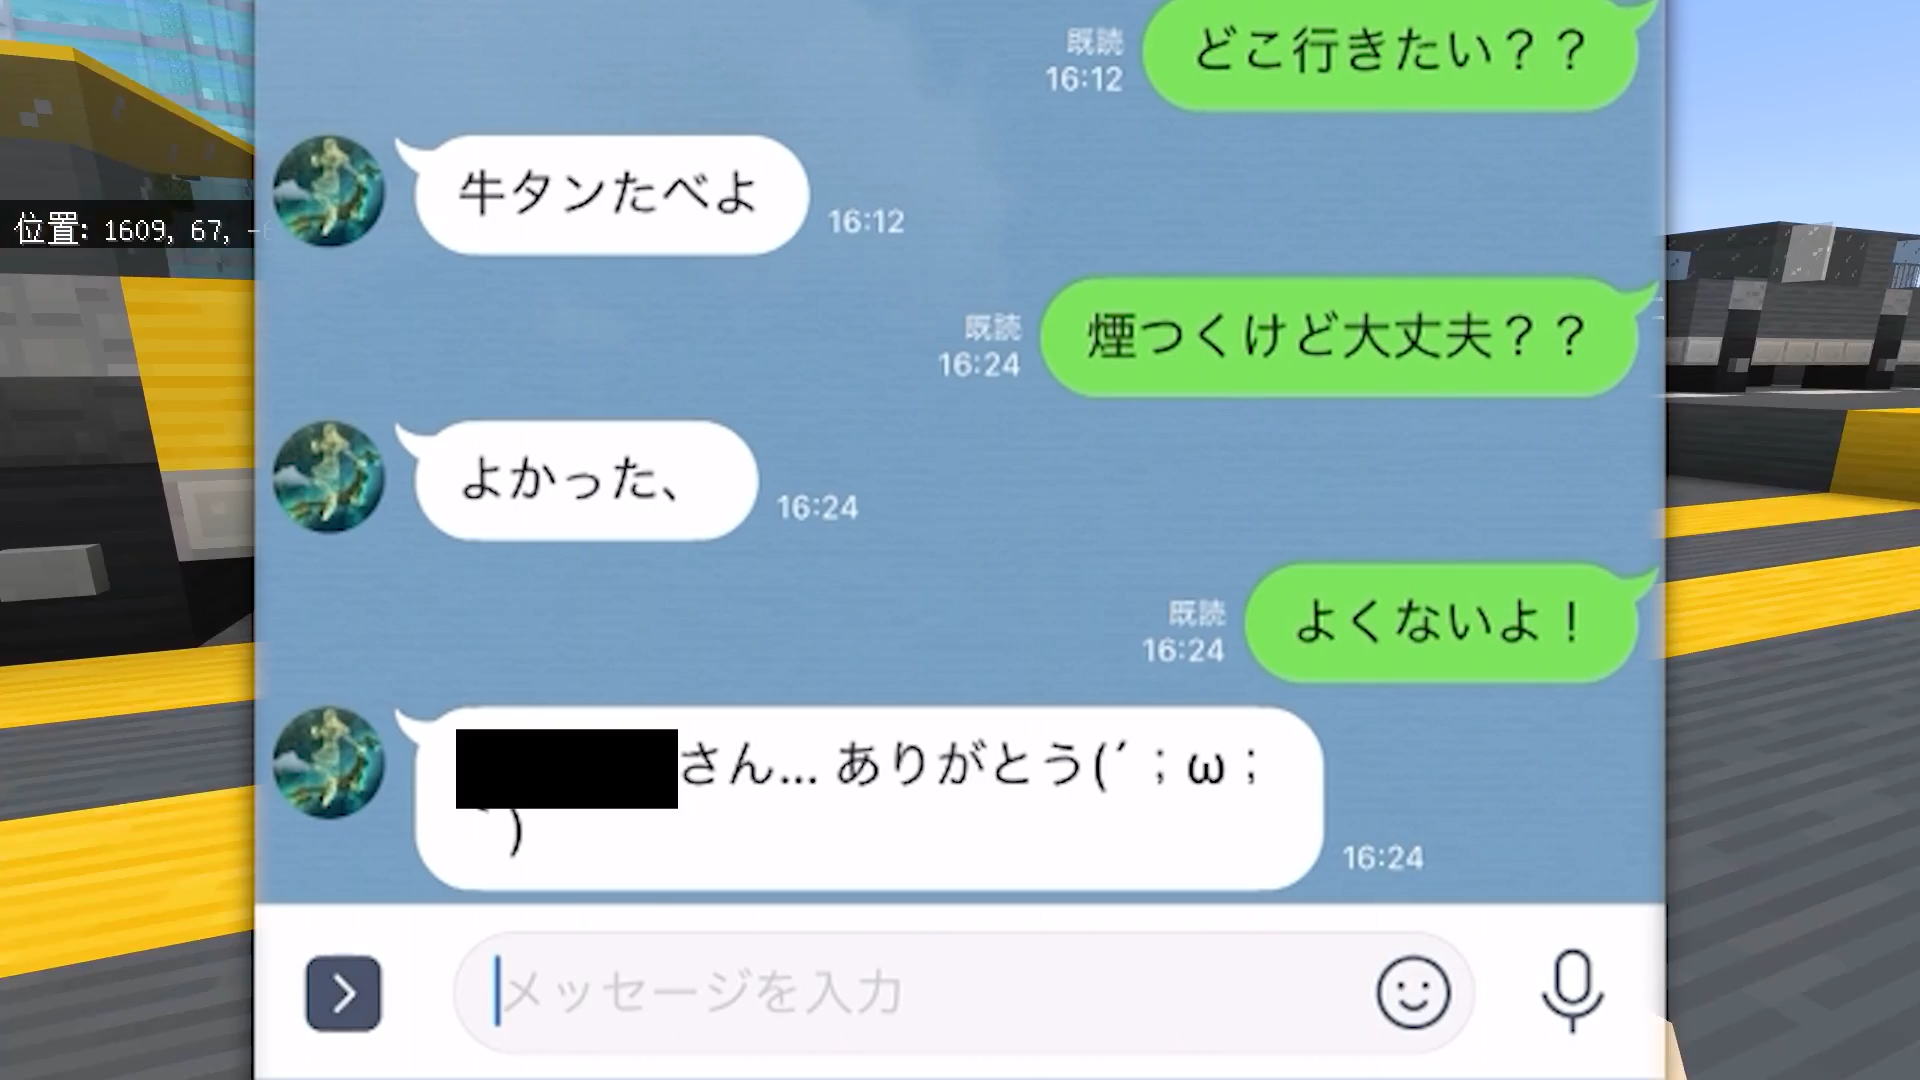 どこ行きたい？？
既読
16:12
牛タンたべよ
16:12
位置: 1609, 67,
煙つくけど大丈夫？？
既読
16:24
よかった、
16:24
よくないよ！
既読
16:24
さん... ありがとう(´；ω；
｀)
16:24
メッセージを入力